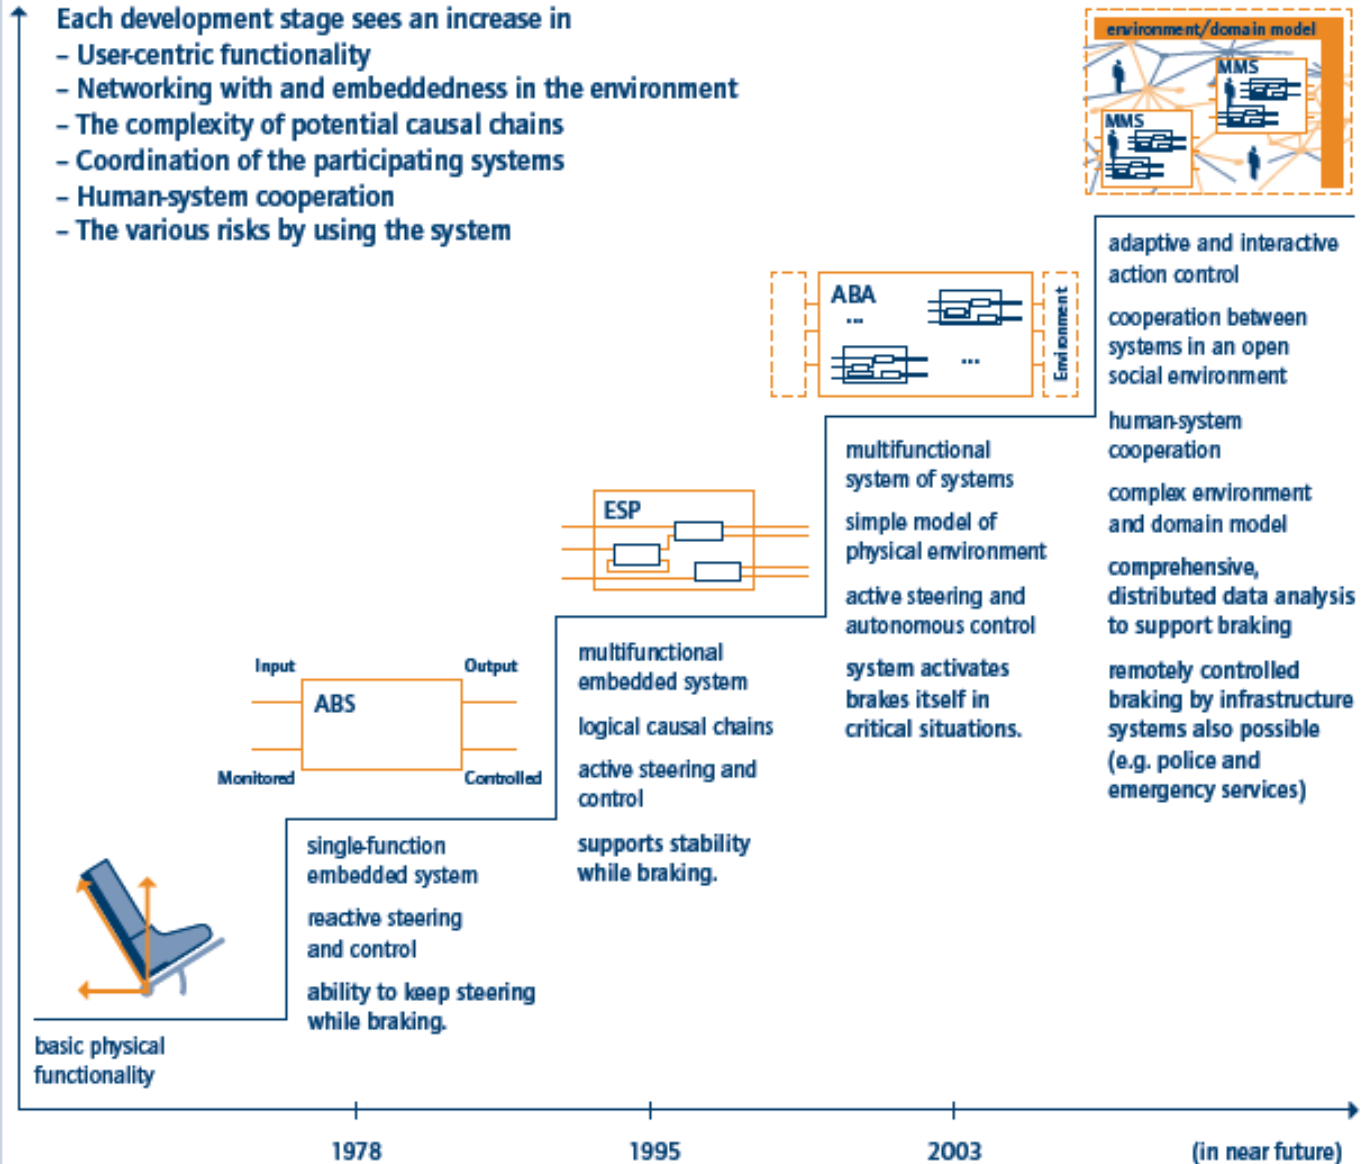 Each development stage sees an increase in
– User-centric functionality
– Networking with and embeddedness in the environment
– The complexity of potential causal chains
– Coordination of the participating systems
– Human-system cooperation
– The various risks by using the system
environment/domain model
MMS
MMS
adaptive and interactive
action control
cooperation between
systems in an open
social environment
human-system
cooperation
complex environment
and domain model
comprehensive,
distributed data analysis
to support braking
remotely controlled
braking by infrastructure
systems also possible
(e.g. police and
emergency services)
ABA
...
...
Environment
multifunctional
system of systems
simple model of
physical environment
active steering and
autonomous control
system activates
brakes itself in
critical situations.
ESP
multifunctional
embedded system
logical causal chains
active steering and
control
supports stability
while braking.
Input
Output
ABS
Monitored
Controlled
single-function
embedded system
reactive steering
and control
ability to keep steering
while braking.
basic physical
functionality
1978
1995
2003
(in near future)